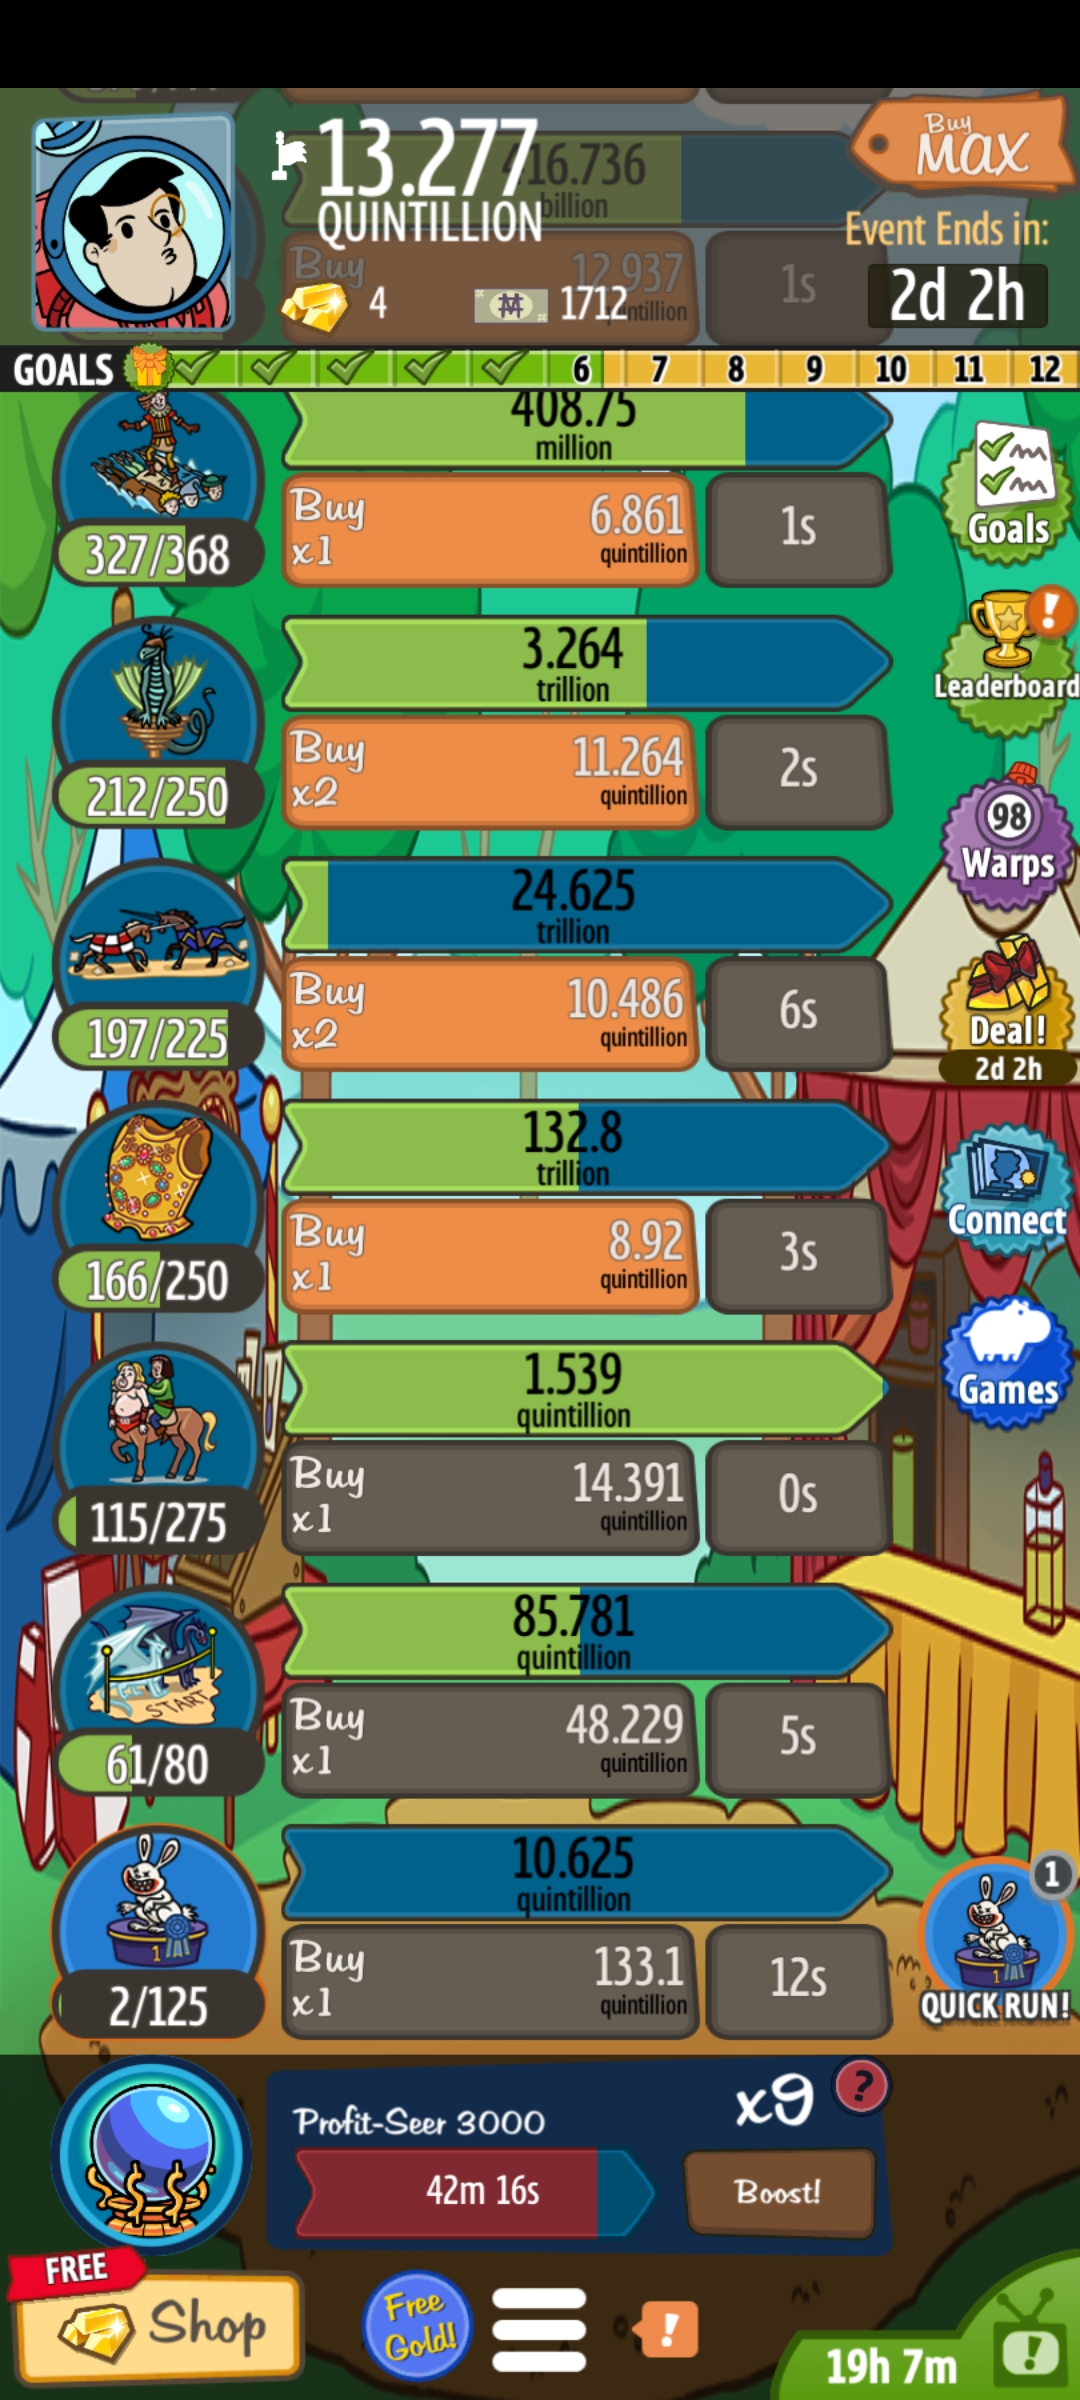 13.277
QUINTILLION
416.736
billion
Buy
12.937
quintillion
1s
4
1712
Buy
MAX
Event Ends in:
2d 2h
GOALS
6 7 8 9 10 11 12
408.75
million
327/368
Buy
x1
6.861
quintillion
1s
Goals
3.264
trillion
212/250
Buy
x2
11.264
quintillion
2s
Leaderboard
!
24.625
trillion
197/225
Buy
x2
10.486
quintillion
6s
98
Warps
Deal!
2d 2h
132.8
trillion
166/250
Buy
x1
8.92
quintillion
3s
Connect
1.539
quintillion
115/275
Buy
x1
14.391
quintillion
0s
Games
85.781
quintillion
START
61/80
Buy
x1
48.229
quintillion
5s
10.625
quintillion
1
2/125
Buy
x1
133.1
quintillion
12s
1
1
QUICK RUN!
Profit-Seer 3000
x9
?
42m 16s
Boost!
FREE
Shop
Free
Gold!
!
19h 7m
!